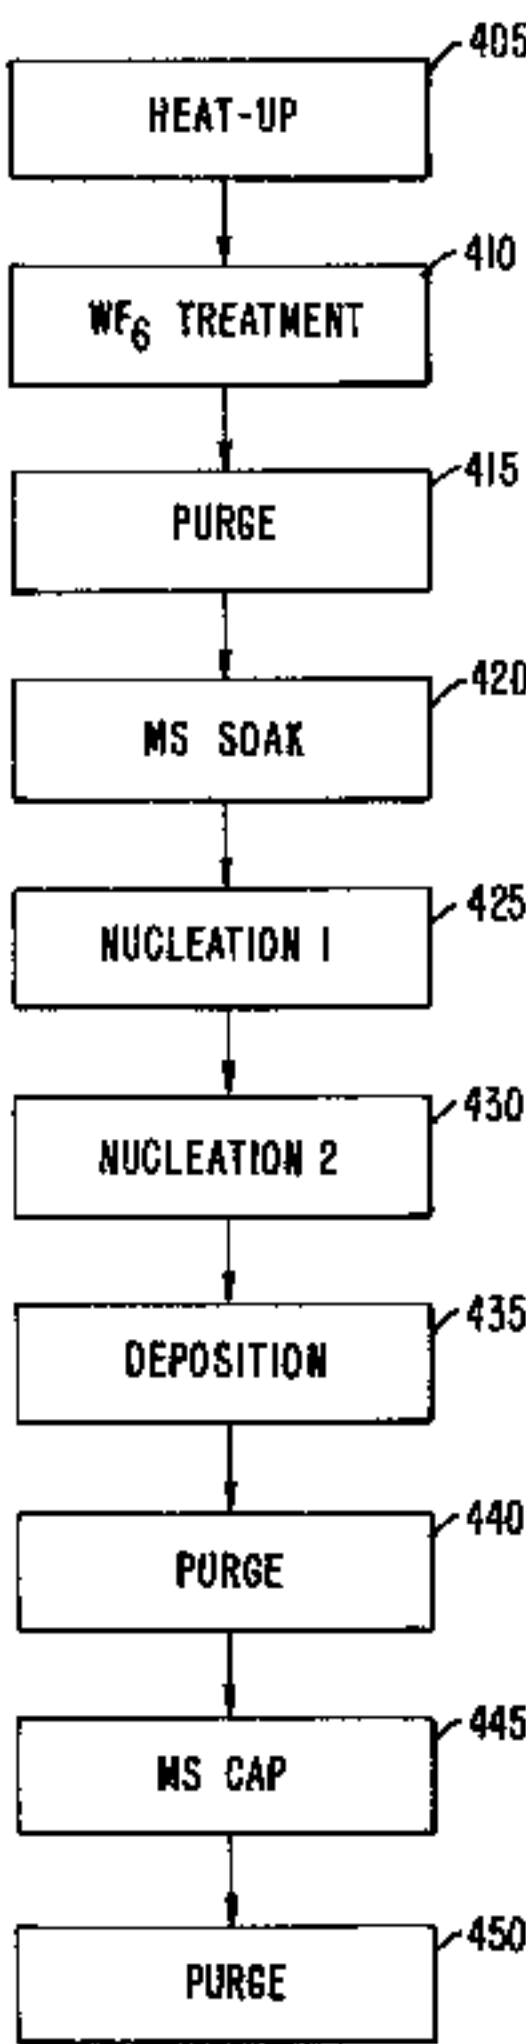 405
HEAT-UP
410
WF6 TREATMENT
415
PURGE
420
MS SOAK
425
NUCLEATION 1
430
NUCLEATION 2
435
DEPOSITION
440
PURGE
445
MS CAP
450
PURGE